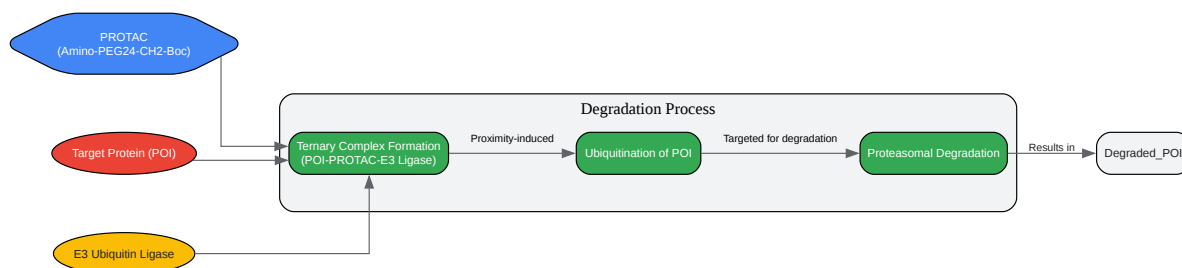 PROTAC
(Amino-PEG24-CH2-Boc)
Degradation Process
Target Protein (POI)
Ternary Complex Formation
(POI-PROTAC-E3 Ligase)
Proximity-induced
Ubiquitination of POI
Targeted for degradation
Proteasomal Degradation
Results in
Degraded_POI
E3 Ubiquitin Ligase